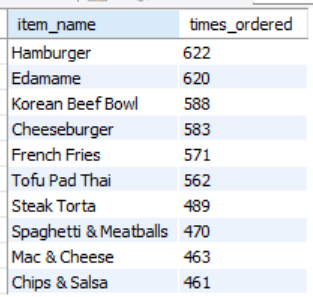 item_name times_ordered
Hamburger 622
Edamame 620
Korean Beef Bowl 588
Cheeseburger 583
French Fries 571
Tofu Pad Thai 562
Steak Torta 489
Spaghetti & Meatballs 470
Mac & Cheese 463
Chips & Salsa 461